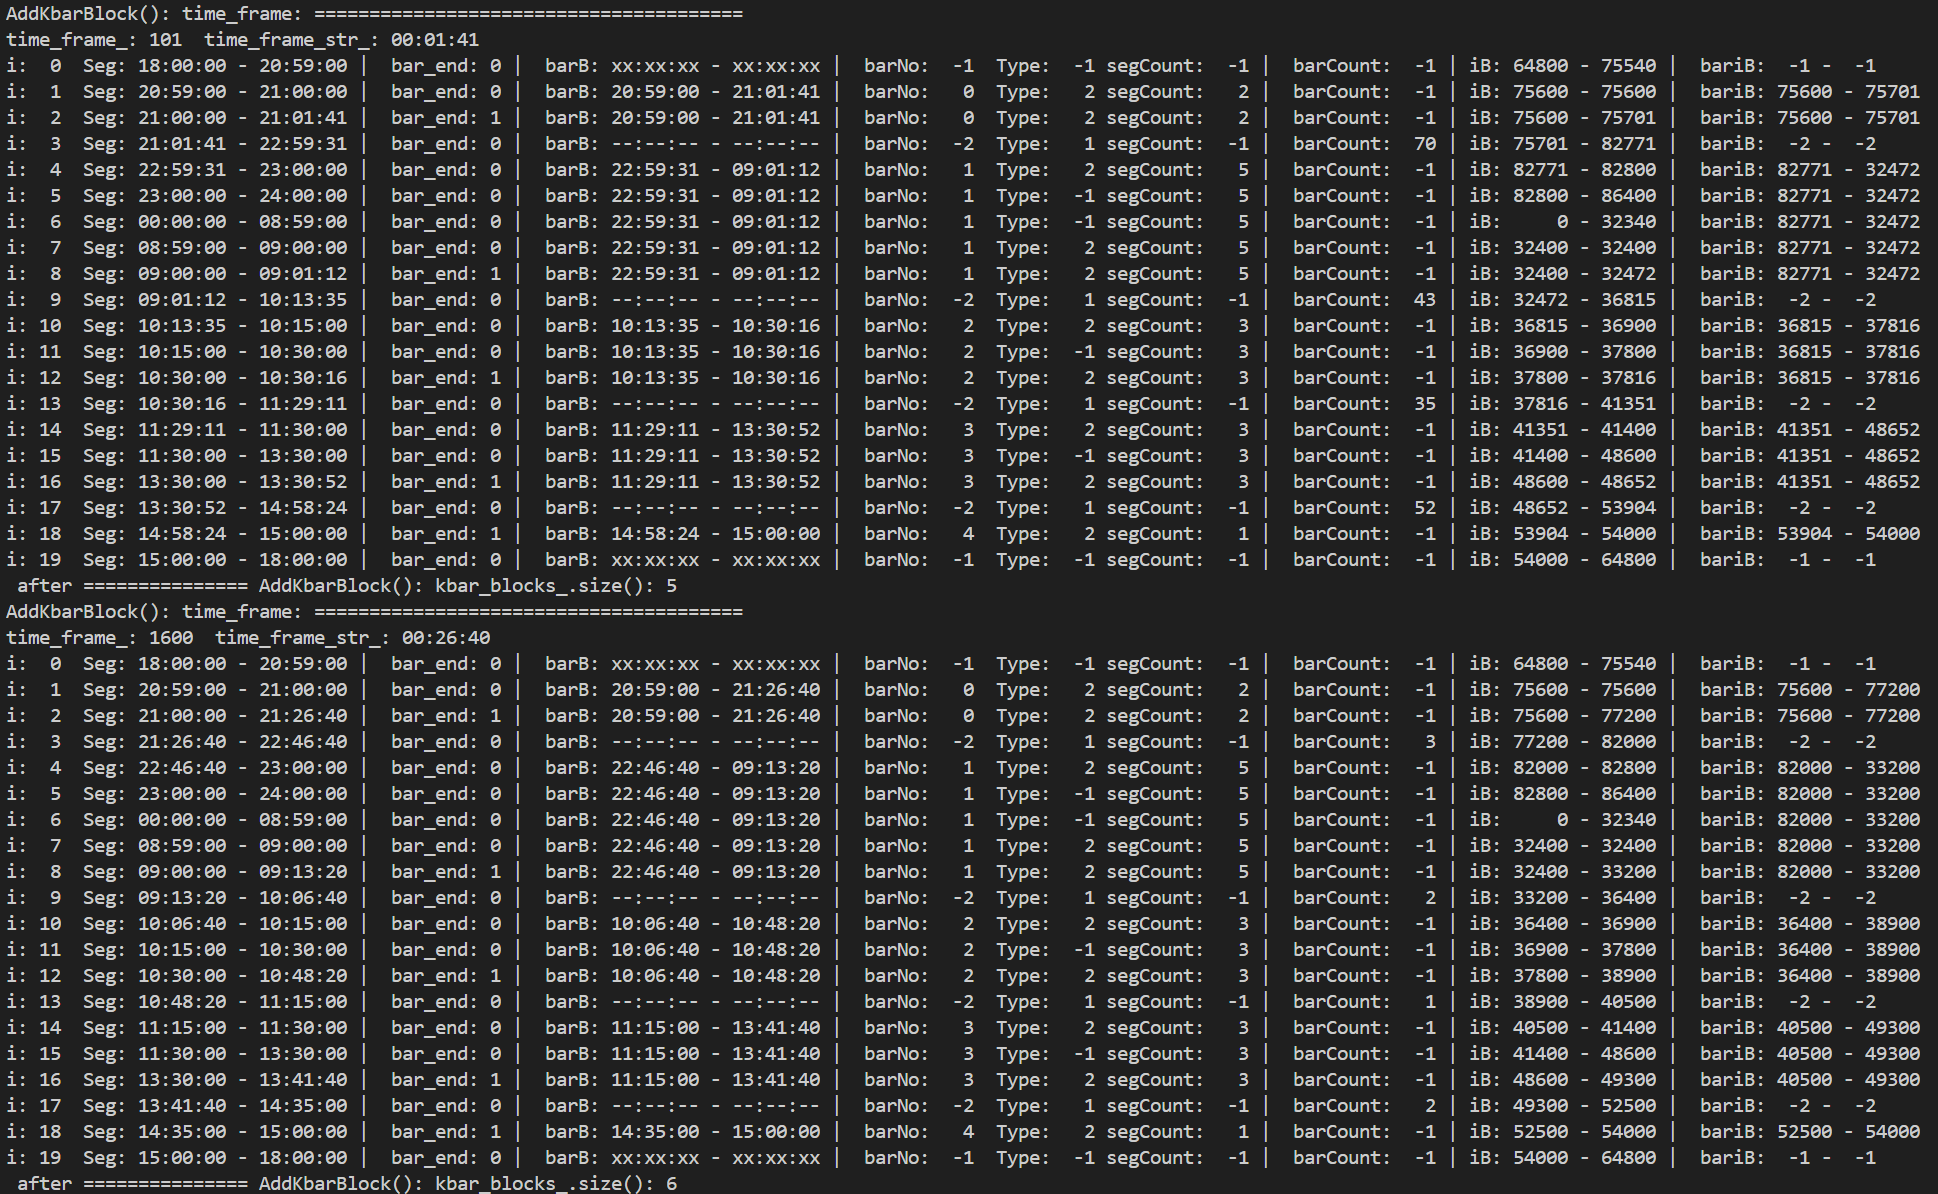 AddKbarBlock(): time_frame: =======================================
time_frame_: 101  time_frame_str_: 00:01:41
i:  0  Seg: 18:00:00 - 20:59:00 |  bar_end: 0 |  barB: xx:xx:xx - xx:xx:xx |  barNo:  -1  Type:  -1 segCount:  -1 |  barCount:  -1 | iB: 64800 - 75540 |  bariB:  -1 -  -1
i:  1  Seg: 20:59:00 - 21:00:00 |  bar_end: 0 |  barB: 20:59:00 - 21:01:41 |  barNo:   0  Type:   2 segCount:   2 |  barCount:  -1 | iB: 75600 - 75600 |  bariB: 75600 - 75701
i:  2  Seg: 21:00:00 - 21:01:41 |  bar_end: 1 |  barB: 20:59:00 - 21:01:41 |  barNo:   0  Type:   2 segCount:   2 |  barCount:  -1 | iB: 75600 - 75701 |  bariB: 75600 - 75701
i:  3  Seg: 21:01:41 - 22:59:31 |  bar_end: 0 |  barB: --:--:-- - --:--:-- |  barNo:  -2  Type:   1 segCount:  -1 |  barCount:  70 | iB: 75701 - 82771 |  bariB:  -2 -  -2
i:  4  Seg: 22:59:31 - 23:00:00 |  bar_end: 0 |  barB: 22:59:31 - 09:01:12 |  barNo:   1  Type:   2 segCount:   5 |  barCount:  -1 | iB: 82771 - 82800 |  bariB: 82771 - 32472
i:  5  Seg: 23:00:00 - 24:00:00 |  bar_end: 0 |  barB: 22:59:31 - 09:01:12 |  barNo:   1  Type:  -1 segCount:   5 |  barCount:  -1 | iB: 82800 - 86400 |  bariB: 82771 - 32472
i:  6  Seg: 00:00:00 - 08:59:00 |  bar_end: 0 |  barB: 22:59:31 - 09:01:12 |  barNo:   1  Type:  -1 segCount:   5 |  barCount:  -1 | iB:     0 - 32340 |  bariB: 82771 - 32472
i:  7  Seg: 08:59:00 - 09:00:00 |  bar_end: 0 |  barB: 22:59:31 - 09:01:12 |  barNo:   1  Type:   2 segCount:   5 |  barCount:  -1 | iB: 32400 - 32400 |  bariB: 82771 - 32472
i:  8  Seg: 09:00:00 - 09:01:12 |  bar_end: 1 |  barB: 22:59:31 - 09:01:12 |  barNo:   1  Type:   2 segCount:   5 |  barCount:  -1 | iB: 32400 - 32472 |  bariB: 82771 - 32472
i:  9  Seg: 09:01:12 - 10:13:35 |  bar_end: 0 |  barB: --:--:-- - --:--:-- |  barNo:  -2  Type:   1 segCount:  -1 |  barCount:  43 | iB: 32472 - 36815 |  bariB:  -2 -  -2
i: 10  Seg: 10:13:35 - 10:15:00 |  bar_end: 0 |  barB: 10:13:35 - 10:30:16 |  barNo:   2  Type:   2 segCount:   3 |  barCount:  -1 | iB: 36815 - 36900 |  bariB: 36815 - 37816
i: 11  Seg: 10:15:00 - 10:30:00 |  bar_end: 0 |  barB: 10:13:35 - 10:30:16 |  barNo:   2  Type:  -1 segCount:   3 |  barCount:  -1 | iB: 36900 - 37800 |  bariB: 36815 - 37816
i: 12  Seg: 10:30:00 - 10:30:16 |  bar_end: 1 |  barB: 10:13:35 - 10:30:16 |  barNo:   2  Type:   2 segCount:   3 |  barCount:  -1 | iB: 37800 - 37816 |  bariB: 36815 - 37816
i: 13  Seg: 10:30:16 - 11:29:11 |  bar_end: 0 |  barB: --:--:-- - --:--:-- |  barNo:  -2  Type:   1 segCount:  -1 |  barCount:  35 | iB: 37816 - 41351 |  bariB:  -2 -  -2
i: 14  Seg: 11:29:11 - 11:30:00 |  bar_end: 0 |  barB: 11:29:11 - 13:30:52 |  barNo:   3  Type:   2 segCount:   3 |  barCount:  -1 | iB: 41351 - 41400 |  bariB: 41351 - 48652
i: 15  Seg: 11:30:00 - 13:30:00 |  bar_end: 0 |  barB: 11:29:11 - 13:30:52 |  barNo:   3  Type:  -1 segCount:   3 |  barCount:  -1 | iB: 41400 - 48600 |  bariB: 41351 - 48652
i: 16  Seg: 13:30:00 - 13:30:52 |  bar_end: 1 |  barB: 11:29:11 - 13:30:52 |  barNo:   3  Type:   2 segCount:   3 |  barCount:  -1 | iB: 48600 - 48652 |  bariB: 41351 - 48652
i: 17  Seg: 13:30:52 - 14:58:24 |  bar_end: 0 |  barB: --:--:-- - --:--:-- |  barNo:  -2  Type:   1 segCount:  -1 |  barCount:  52 | iB: 48652 - 53904 |  bariB:  -2 -  -2
i: 18  Seg: 14:58:24 - 15:00:00 |  bar_end: 1 |  barB: 14:58:24 - 15:00:00 |  barNo:   4  Type:   2 segCount:   1 |  barCount:  -1 | iB: 53904 - 54000 |  bariB: 53904 - 54000
i: 19  Seg: 15:00:00 - 18:00:00 |  bar_end: 0 |  barB: xx:xx:xx - xx:xx:xx |  barNo:  -1  Type:  -1 segCount:  -1 |  barCount:  -1 | iB: 54000 - 64800 |  bariB:  -1 -  -1
 after =============== AddKbarBlock(): kbar_blocks_.size(): 5
AddKbarBlock(): time_frame: =======================================
time_frame_: 1600  time_frame_str_: 00:26:40
i:  0  Seg: 18:00:00 - 20:59:00 |  bar_end: 0 |  barB: xx:xx:xx - xx:xx:xx |  barNo:  -1  Type:  -1 segCount:  -1 |  barCount:  -1 | iB: 64800 - 75540 |  bariB:  -1 -  -1
i:  1  Seg: 20:59:00 - 21:00:00 |  bar_end: 0 |  barB: 20:59:00 - 21:26:40 |  barNo:   0  Type:   2 segCount:   2 |  barCount:  -1 | iB: 75600 - 75600 |  bariB: 75600 - 77200
i:  2  Seg: 21:00:00 - 21:26:40 |  bar_end: 1 |  barB: 20:59:00 - 21:26:40 |  barNo:   0  Type:   2 segCount:   2 |  barCount:  -1 | iB: 75600 - 77200 |  bariB: 75600 - 77200
i:  3  Seg: 21:26:40 - 22:46:40 |  bar_end: 0 |  barB: --:--:-- - --:--:-- |  barNo:  -2  Type:   1 segCount:  -1 |  barCount:   3 | iB: 77200 - 82000 |  bariB:  -2 -  -2
i:  4  Seg: 22:46:40 - 23:00:00 |  bar_end: 0 |  barB: 22:46:40 - 09:13:20 |  barNo:   1  Type:   2 segCount:   5 |  barCount:  -1 | iB: 82000 - 82800 |  bariB: 82000 - 33200
i:  5  Seg: 23:00:00 - 24:00:00 |  bar_end: 0 |  barB: 22:46:40 - 09:13:20 |  barNo:   1  Type:  -1 segCount:   5 |  barCount:  -1 | iB: 82800 - 86400 |  bariB: 82000 - 33200
i:  6  Seg: 00:00:00 - 08:59:00 |  bar_end: 0 |  barB: 22:46:40 - 09:13:20 |  barNo:   1  Type:  -1 segCount:   5 |  barCount:  -1 | iB:     0 - 32340 |  bariB: 82000 - 33200
i:  7  Seg: 08:59:00 - 09:00:00 |  bar_end: 0 |  barB: 22:46:40 - 09:13:20 |  barNo:   1  Type:   2 segCount:   5 |  barCount:  -1 | iB: 32400 - 32400 |  bariB: 82000 - 33200
i:  8  Seg: 09:00:00 - 09:13:20 |  bar_end: 1 |  barB: 22:46:40 - 09:13:20 |  barNo:   1  Type:   2 segCount:   5 |  barCount:  -1 | iB: 32400 - 33200 |  bariB: 82000 - 33200
i:  9  Seg: 09:13:20 - 10:06:40 |  bar_end: 0 |  barB: --:--:-- - --:--:-- |  barNo:  -2  Type:   1 segCount:  -1 |  barCount:   2 | iB: 33200 - 36400 |  bariB:  -2 -  -2
i: 10  Seg: 10:06:40 - 10:15:00 |  bar_end: 0 |  barB: 10:06:40 - 10:48:20 |  barNo:   2  Type:   2 segCount:   3 |  barCount:  -1 | iB: 36400 - 36900 |  bariB: 36400 - 38900
i: 11  Seg: 10:15:00 - 10:30:00 |  bar_end: 0 |  barB: 10:06:40 - 10:48:20 |  barNo:   2  Type:  -1 segCount:   3 |  barCount:  -1 | iB: 36900 - 37800 |  bariB: 36400 - 38900
i: 12  Seg: 10:30:00 - 10:48:20 |  bar_end: 1 |  barB: 10:06:40 - 10:48:20 |  barNo:   2  Type:   2 segCount:   3 |  barCount:  -1 | iB: 37800 - 38900 |  bariB: 36400 - 38900
i: 13  Seg: 10:48:20 - 11:15:00 |  bar_end: 0 |  barB: --:--:-- - --:--:-- |  barNo:  -2  Type:   1 segCount:  -1 |  barCount:   1 | iB: 38900 - 40500 |  bariB:  -2 -  -2
i: 14  Seg: 11:15:00 - 11:30:00 |  bar_end: 0 |  barB: 11:15:00 - 13:41:40 |  barNo:   3  Type:   2 segCount:   3 |  barCount:  -1 | iB: 40500 - 41400 |  bariB: 40500 - 49300
i: 15  Seg: 11:30:00 - 13:30:00 |  bar_end: 0 |  barB: 11:15:00 - 13:41:40 |  barNo:   3  Type:  -1 segCount:   3 |  barCount:  -1 | iB: 41400 - 48600 |  bariB: 40500 - 49300
i: 16  Seg: 13:30:00 - 13:41:40 |  bar_end: 1 |  barB: 11:15:00 - 13:41:40 |  barNo:   3  Type:   2 segCount:   3 |  barCount:  -1 | iB: 48600 - 49300 |  bariB: 40500 - 49300
i: 17  Seg: 13:41:40 - 14:35:00 |  bar_end: 0 |  barB: --:--:-- - --:--:-- |  barNo:  -2  Type:   1 segCount:  -1 |  barCount:   2 | iB: 49300 - 52500 |  bariB:  -2 -  -2
i: 18  Seg: 14:35:00 - 15:00:00 |  bar_end: 1 |  barB: 14:35:00 - 15:00:00 |  barNo:   4  Type:   2 segCount:   1 |  barCount:  -1 | iB: 52500 - 54000 |  bariB: 52500 - 54000
i: 19  Seg: 15:00:00 - 18:00:00 |  bar_end: 0 |  barB: xx:xx:xx - xx:xx:xx |  barNo:  -1  Type:  -1 segCount:  -1 |  barCount:  -1 | iB: 54000 - 64800 |  bariB:  -1 -  -1
 after =============== AddKbarBlock(): kbar_blocks_.size(): 6